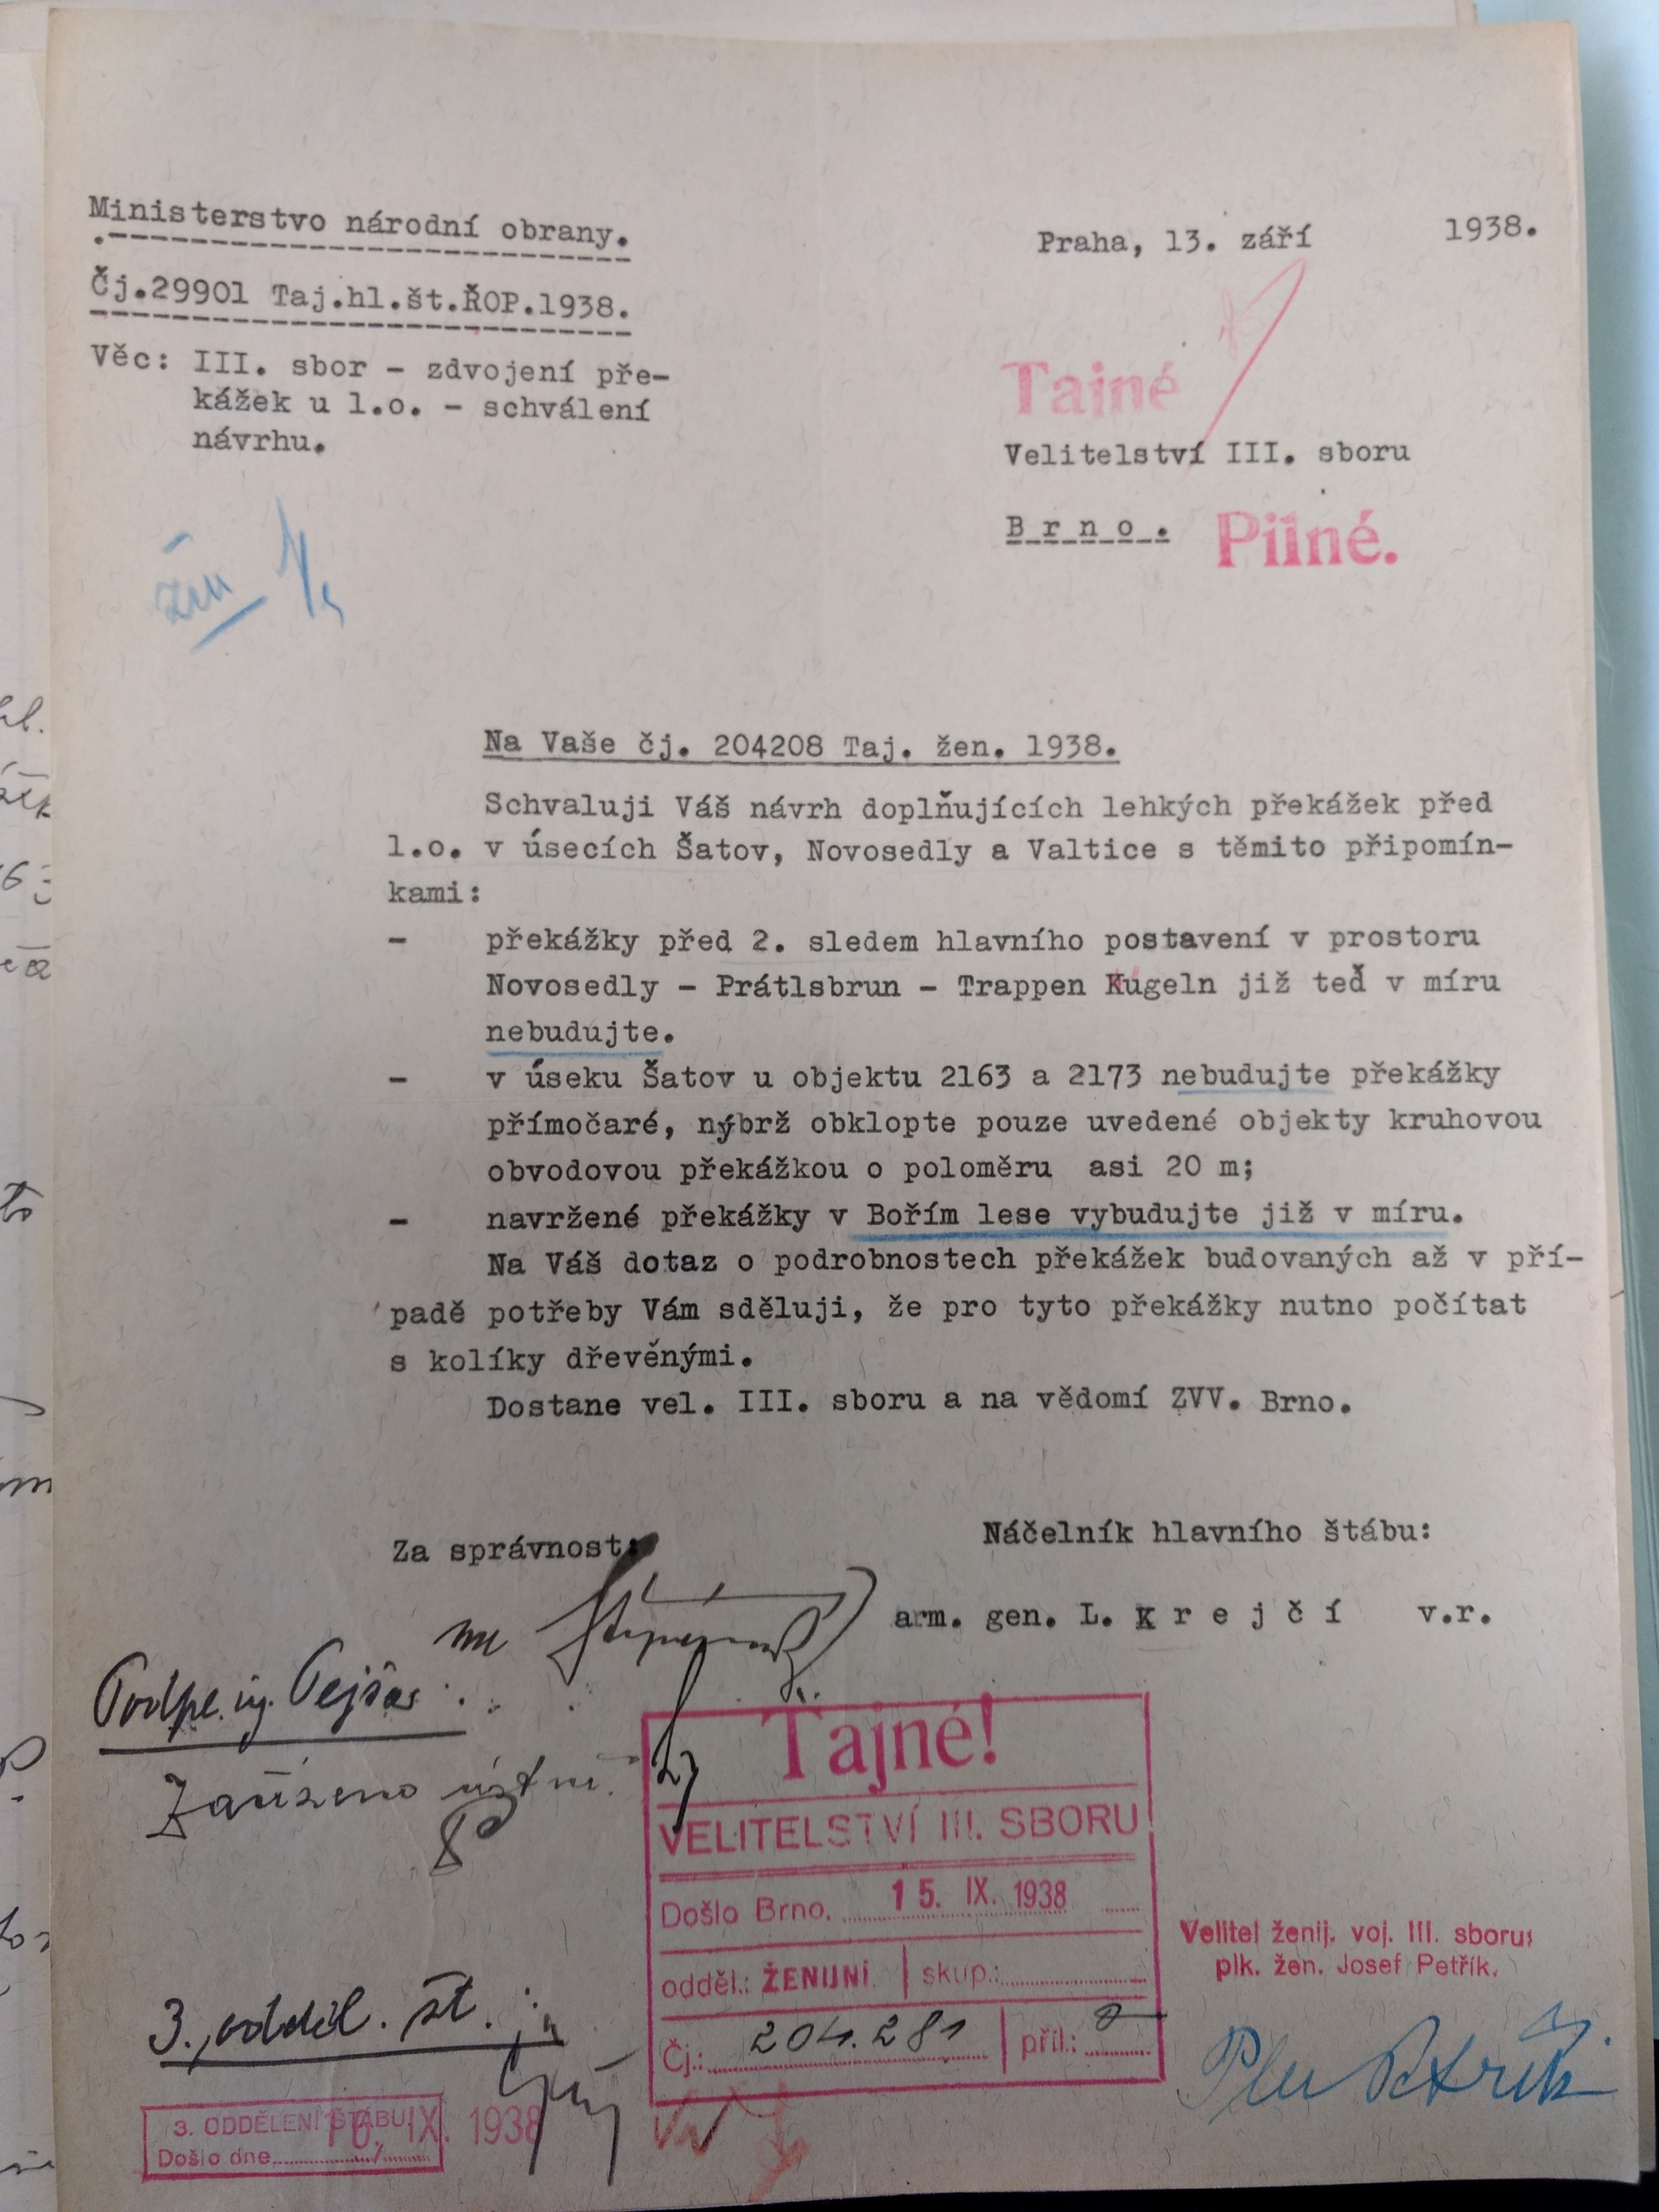 Ministerstvo národní obrany.
Praha, 13. září 1938.
Čj.29901 Taj.hl.št.ŘOP.1938.
Věc: III. sbor - zdvojení pře-
kážek u l.o. - schválení
návrhu.
Tajné
Velitelství III. sboru
Brno.
Pilné.
Na Vaše čj. 204208 Taj. žen. 1938.
Schvaluji Váš návrh doplňujících lehkých překážek před
l.o. v úsecích Šatov, Novosedly a Valtice s těmito připomín-
kami:
- překážky před 2. sledem hlavního postavení v prostoru
Novosedly - Prátlsbrun - Trappen Kúgeln již teď v míru
nebudujte.
- v úseku Šatov u objektu 2163 a 2173 nebudujte překážky
přímočaré, nýbrž obklopte pouze uvedené objekty kruhovou
obvodovou překážkou o poloměru asi 20 m;
- navržené překážky v Bořím lese vybudujte již v míru.
Na Váš dotaz o podrobnostech překážek budovaných až v pří-
padě potřeby Vám sděluji, že pro tyto překážky nutno počítat
s kolíky dřevěnými.
Dostane vel. III. sboru a na vědomí ZVV. Brno.
Za správnost:
Náčelník hlavního štábu:
arm. gen. L. Krejčí v.r.
Zařízeno ústně.
Tajné!
VELITELSTVÍ III. SBORU
Došlo Brno. 15. IX. 1938
odděl.: ŽENIJNÍ skup.:
Čj.: 204.281 příl.:
Velitel ženij. voj. III. sboru:
plk. žen. Josef Petřík.
Petřík
3. odděl. št.
3. ODDĚLENÍ ŠTÁBU
Došlo dne 16. IX. 1938